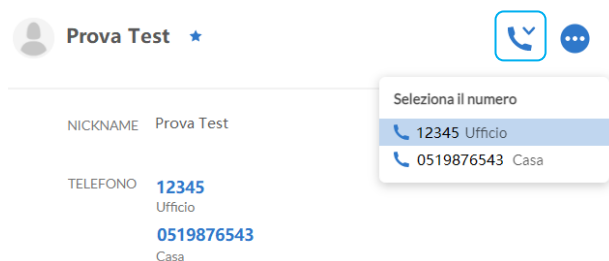 Prova Test
Seleziona il numero
12345 Ufficio
0519876543 Casa
NICKNAME Prova Test
TELEFONO 12345
Ufficio
0519876543
Casa